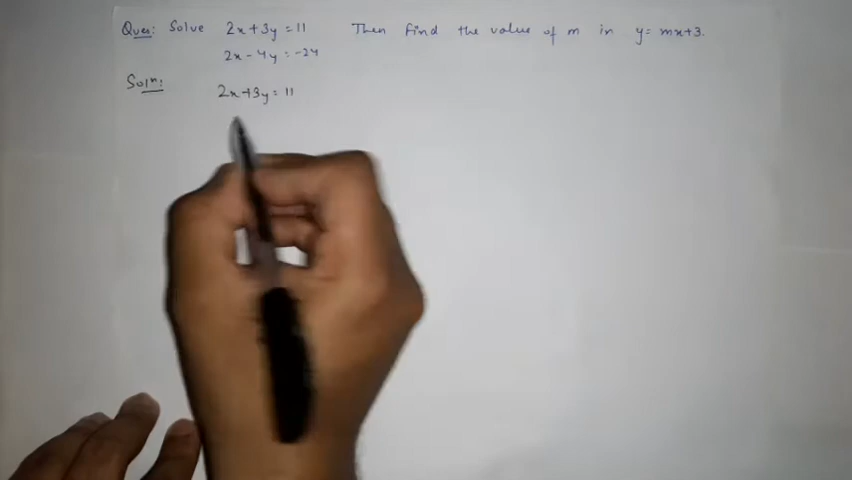 Ques: Solve 2x+3y=11 Then find the value of m in y=mx+3.
2x-4y=-24
Solⁿ: 2x+3y=11